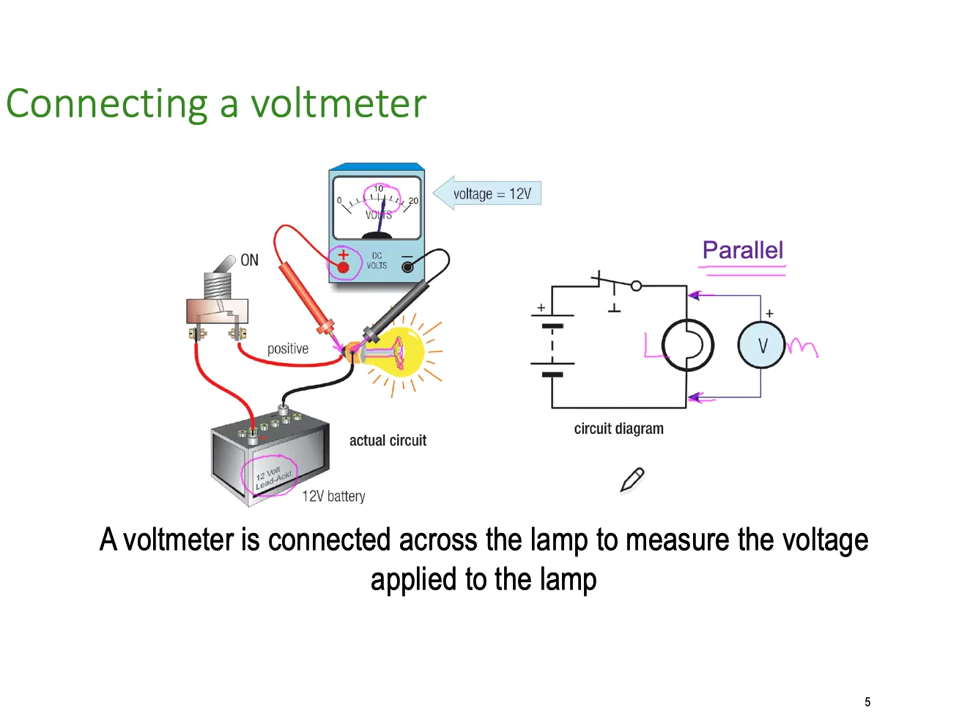 Connecting a voltmeter
0 10 20
VOLTS
voltage = 12V
+ DC −
VOLTS
Parallel
ON
+ +
positive
L V m
actual circuit
circuit diagram
12 Volt
Lead-Acid
12V battery
A voltmeter is connected across the lamp to measure the voltage
applied to the lamp
5